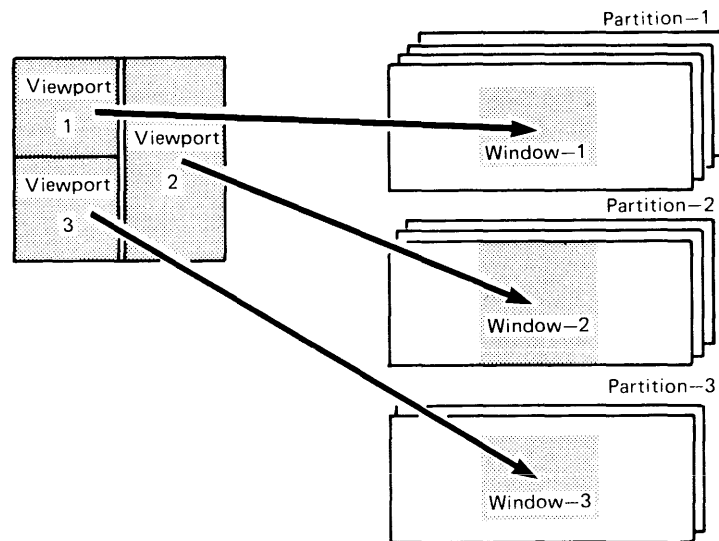 Partition—1
Viewport
1
Viewport
2
Window—1
Viewport
3
Partition—2
Window—2
Partition—3
Window—3